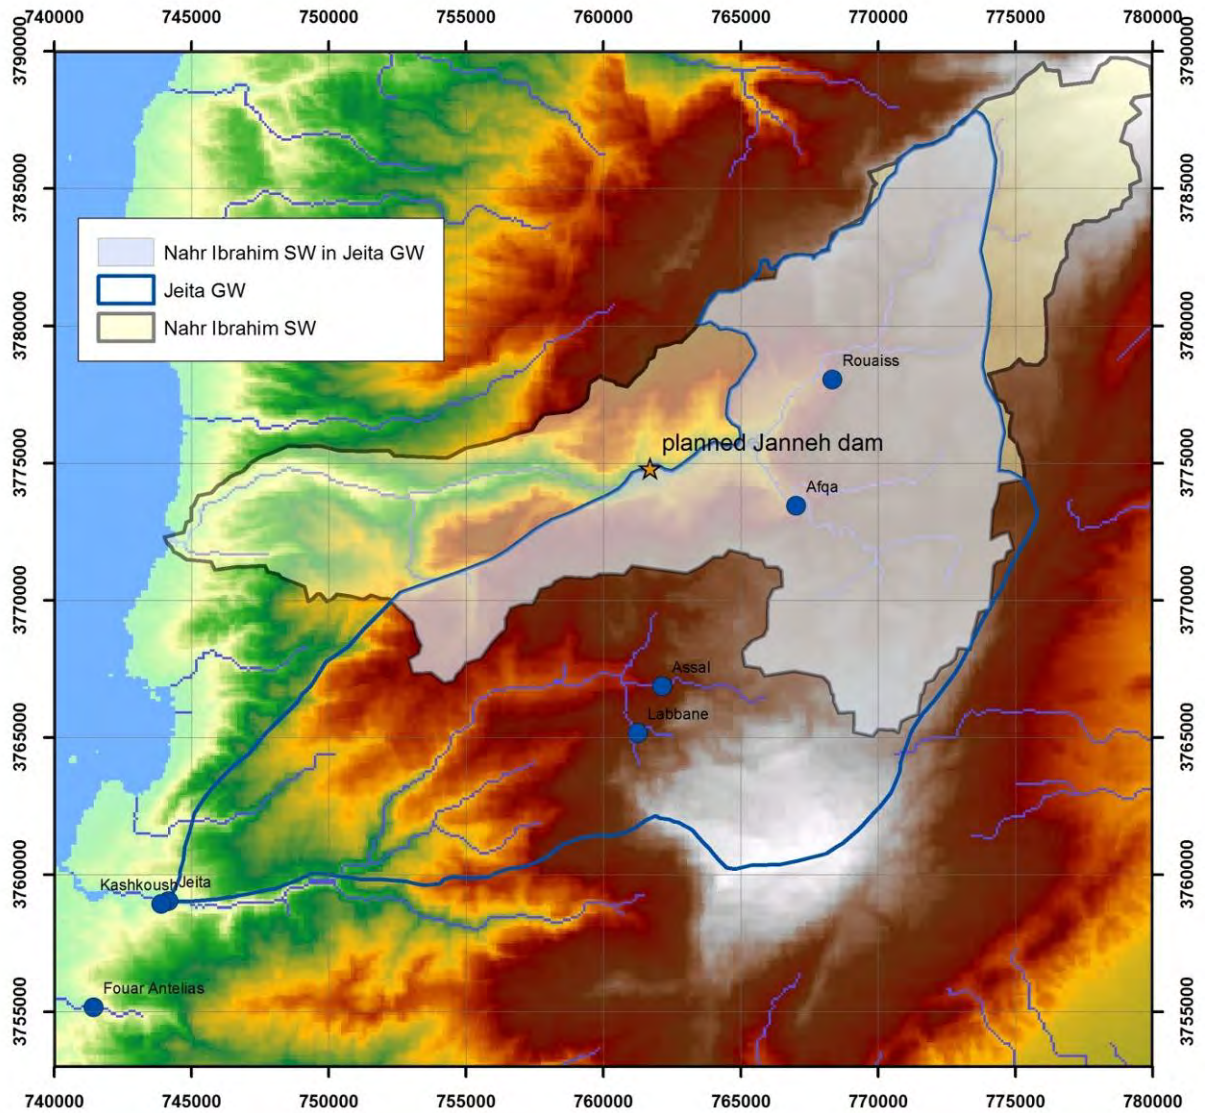 740000 745000 750000 755000 760000 765000 770000 775000 780000
3790000 3790000
3785000 3785000
Nahr Ibrahim SW in Jeita GW
Jeita GW
Nahr Ibrahim SW
3780000 3780000
Rouaiss
planned Janneh dam
3775000 3775000
Afqa
3770000 3770000
Assal
Labbane
3765000 3765000
3760000 3760000
Kashkoush Jeita
Fouar Antelias
3755000 3755000
740000 745000 750000 755000 760000 765000 770000 775000 780000